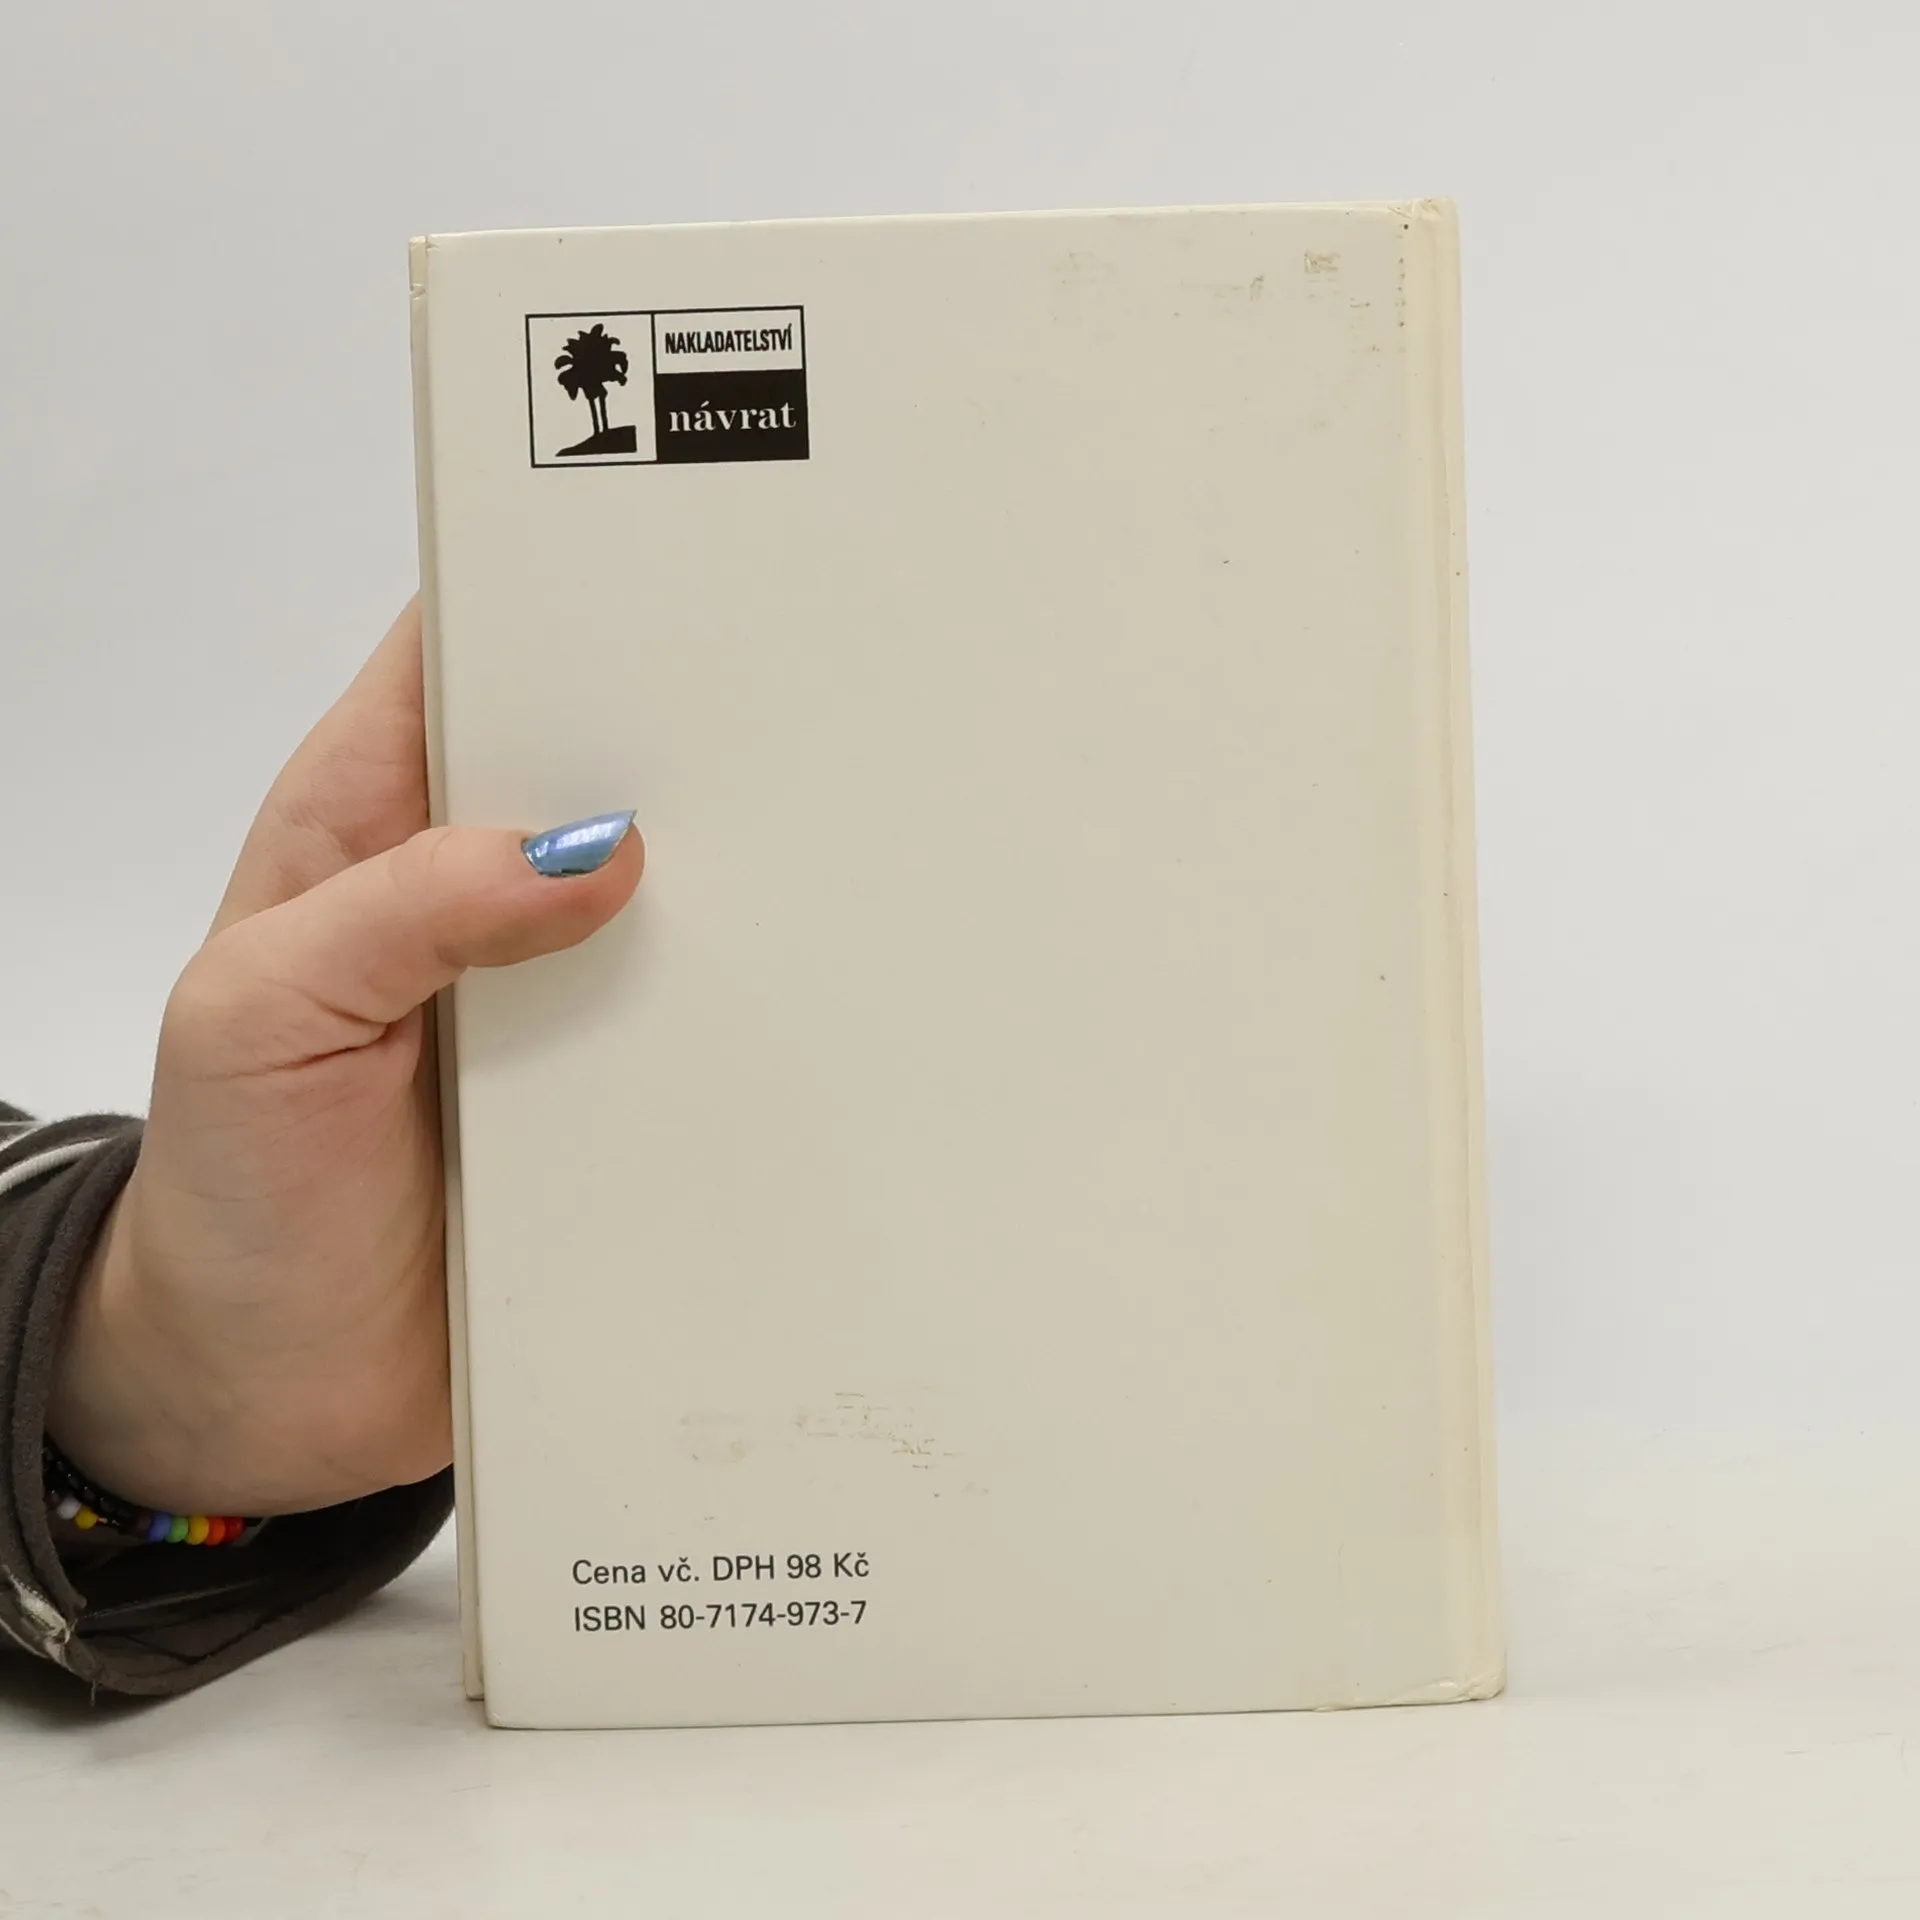 NAKLADATELSTVÍ
návrat
Cena vč. DPH 98 Kč
ISBN 80-7174-973-7